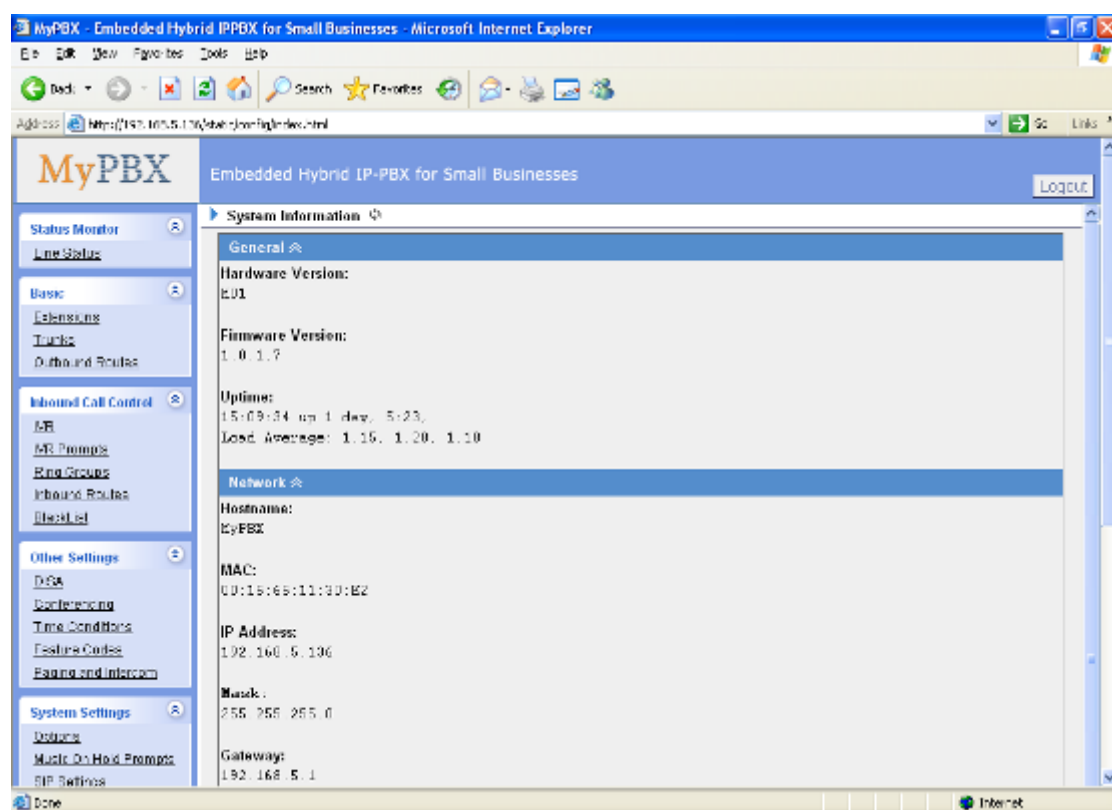 MyPBX - Embedded Hybrid IPPBX for Small Businesses - Microsoft Internet Explorer
File Edit View Favorites Tools Help
Back Search Favorites
Address Go Links
MyPBX
Embedded Hybrid IP-PBX for Small Businesses
Logout
Status Monitor
Line Status
Basic
Extensions
Trunks
Outbound Routes
Inbound Call Control
IVR
IVR Prompts
Ring Groups
Inbound Routes
BlackList
Other Settings
DISA
Conferencing
Time Conditions
Feature Codes
Paging and Intercom
System Settings
Options
Music On Hold Prompts
SIP Settings
System Information
General
Hardware Version:
Firmware Version:
1.0.1.7
Uptime:
15:09:34 up 1 day, 5:23,
Load Average:
Network
Hostname:
MyPBX
MAC:
IP Address:
192.168.5.136
Mask:
255.255.255.0
Gateway:
192.168.5.1
Done
Internet